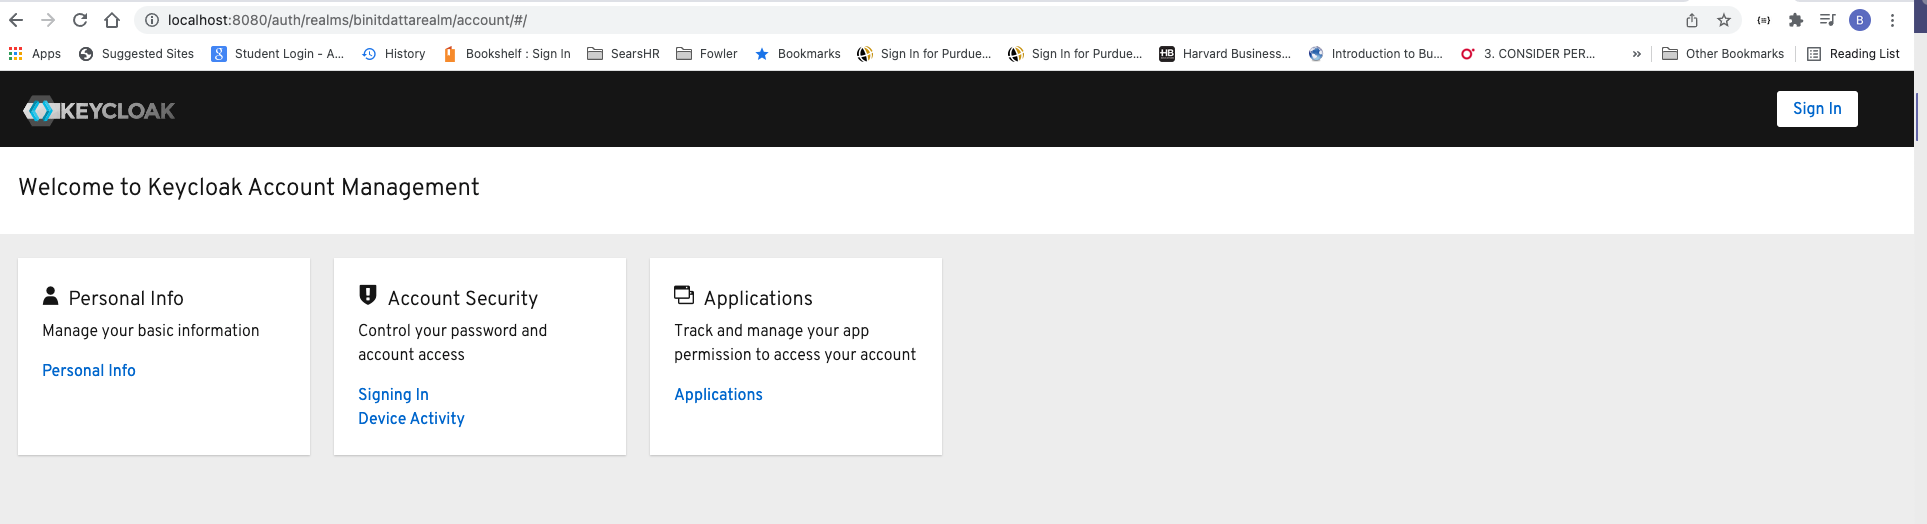 localhost:8080/auth/realms/binitdattarealm/account/#/
B
Apps Suggested Sites Student Login - A... History Bookshelf : Sign In SearsHR Fowler Bookmarks Sign In for Purdue... Sign In for Purdue... Harvard Business... Introduction to Bu... 3. CONSIDER PER... » Other Bookmarks Reading List
KEYCLOAK
Sign In
Welcome to Keycloak Account Management
Personal Info
Manage your basic information
Personal Info
Account Security
Control your password and
account access
Signing In
Device Activity
Applications
Track and manage your app
permission to access your account
Applications